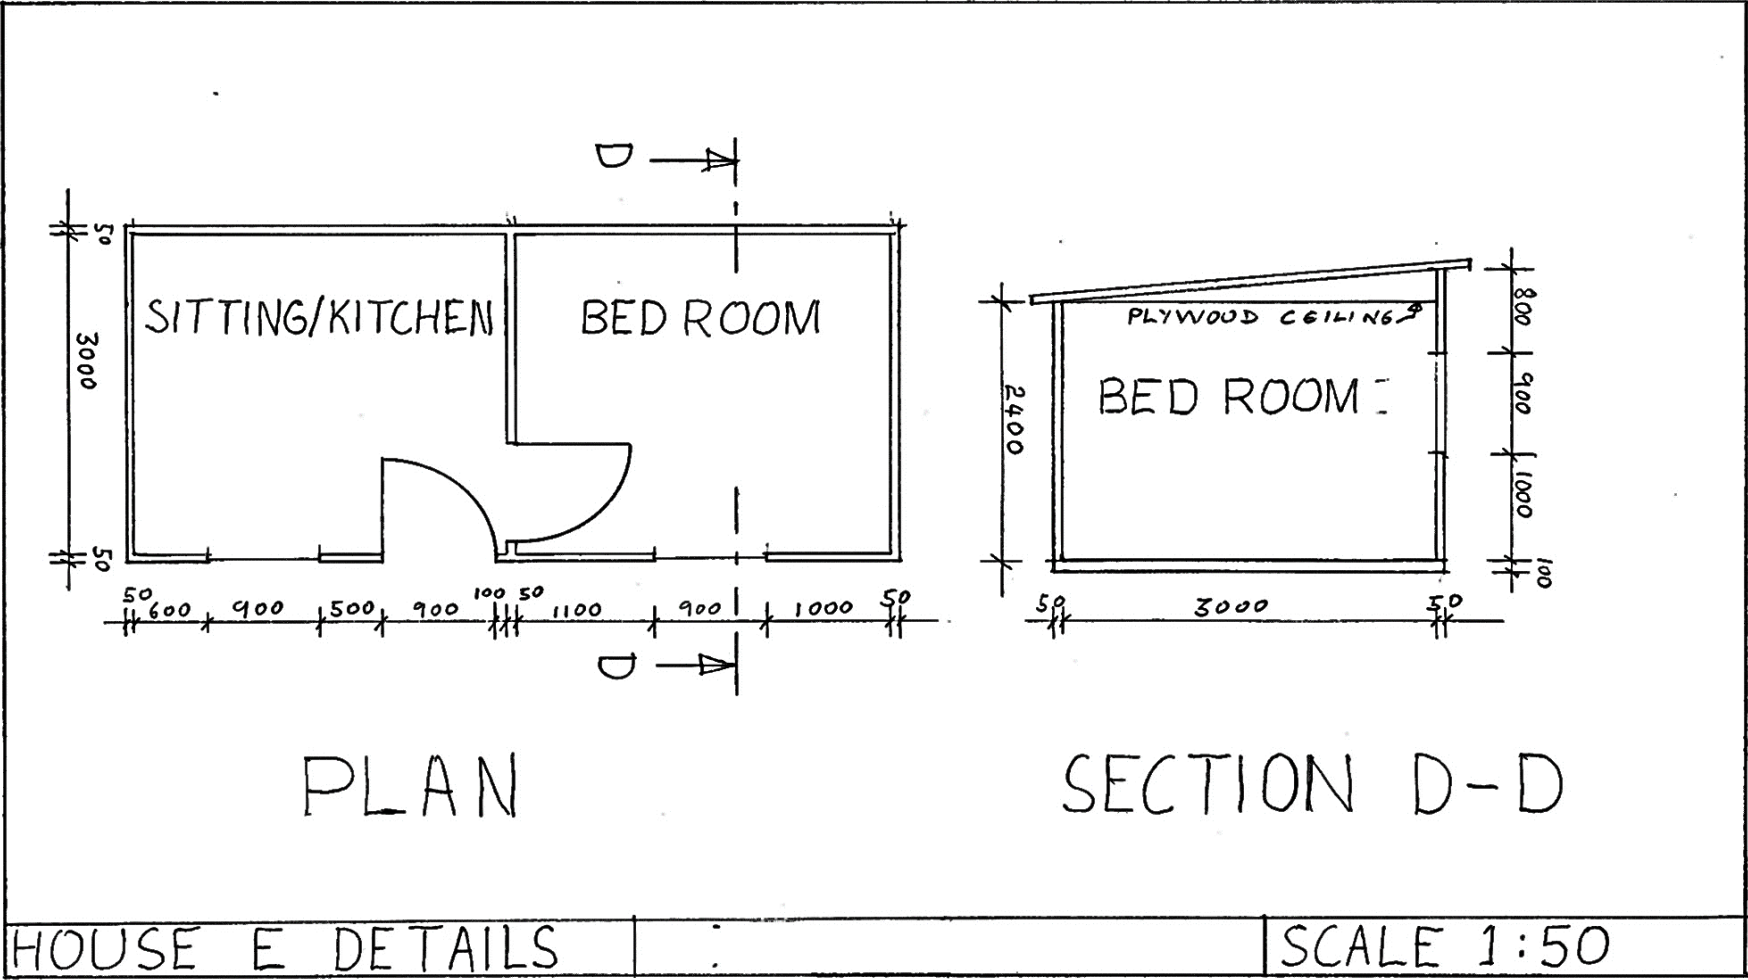 D
50
3000
50
SITTING/KITCHEN
BED ROOM
50 600 900 500 900 100 50 1100 900 1000 50
D
PLAN
PLYWOOD CEILING
BED ROOM
2400
800
900
1000
100
50 3000 50
SECTION D-D
HOUSE E DETAILS
SCALE 1:50